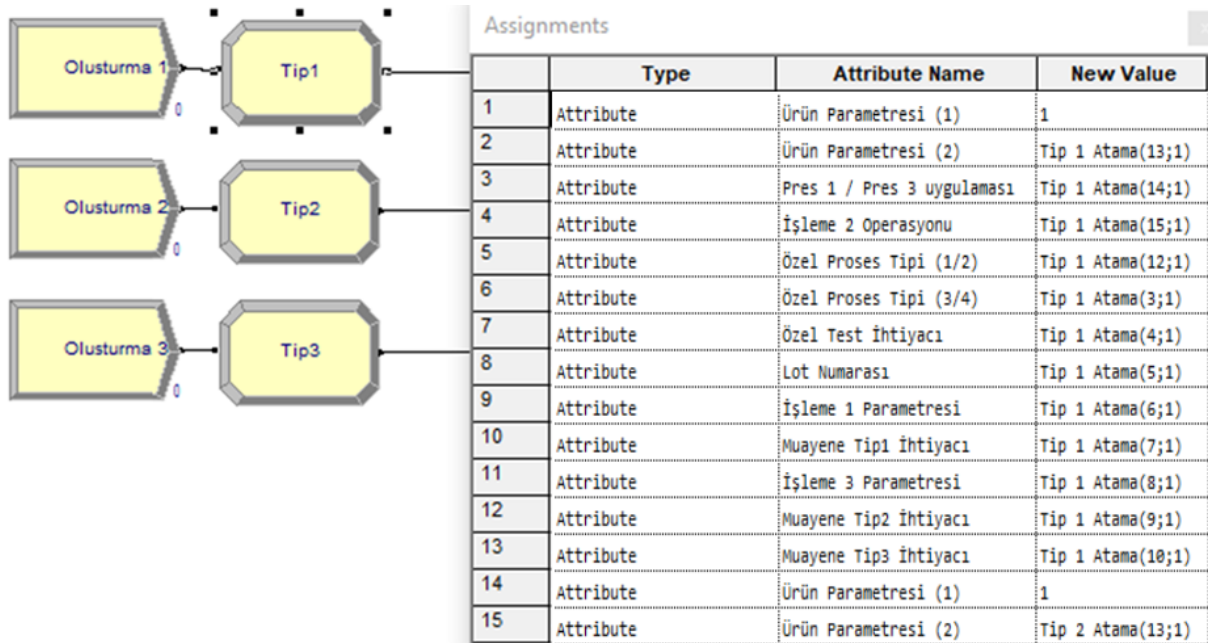 Assignments
Type Attribute Name New Value
1 Attribute Ürün Parametresi (1) 1
2 Attribute Ürün Parametresi (2) Tip 1 Atama(13;1)
3 Attribute Pres 1 / Pres 3 uygulaması Tip 1 Atama(14;1)
4 Attribute İşleme 2 Operasyonu Tip 1 Atama(15;1)
5 Attribute Özel Proses Tipi (1/2) Tip 1 Atama(12;1)
6 Attribute Özel Proses Tipi (3/4) Tip 1 Atama(3;1)
7 Attribute Özel Test İhtiyacı Tip 1 Atama(4;1)
8 Attribute Lot Numarası Tip 1 Atama(5;1)
9 Attribute İşleme 1 Parametresi Tip 1 Atama(6;1)
10 Attribute Muayene Tip1 İhtiyacı Tip 1 Atama(7;1)
11 Attribute İşleme 3 Parametresi Tip 1 Atama(8;1)
12 Attribute Muayene Tip2 İhtiyacı Tip 1 Atama(9;1)
13 Attribute Muayene Tip3 İhtiyacı Tip 1 Atama(10;1)
14 Attribute Ürün Parametresi (1) 1
15 Attribute Ürün Parametresi (2) Tip 2 Atama(13;1)
Olusturma 1
0
Tip1
Olusturma 2
0
Tip2
Olusturma 3
0
Tip3